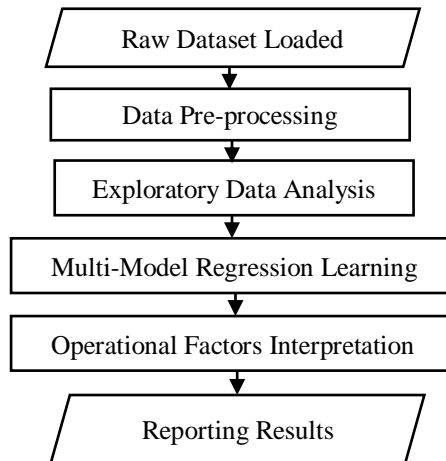 Raw Dataset Loaded
Data Pre-processing
Exploratory Data Analysis
Multi-Model Regression Learning
Operational Factors Interpretation
Reporting Results